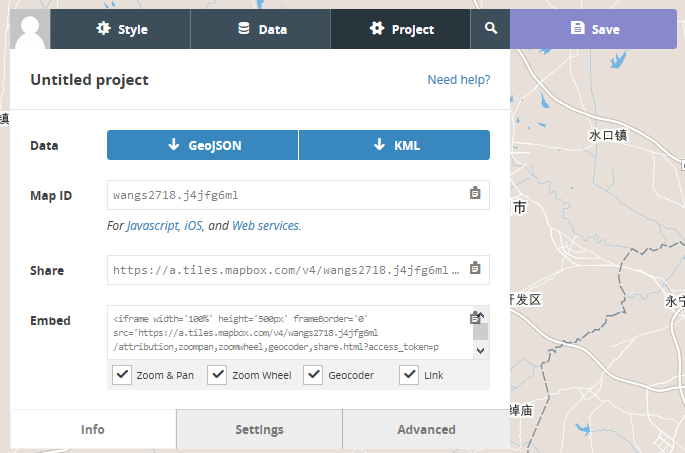 Style
Data
Project
Save
Untitled project
Need help?
Data
GeoJSON
KML
Map ID
wangs2718.j4jfg6ml
For Javascript, iOS, and Web services.
Share
https://a.tiles.mapbox.com/v4/wangs2718.j4jfg6ml ...
Embed
<iframe width='100%' height='500px' frameBorder='0'
src='https://a.tiles.mapbox.com/v4/wangs2718.j4jfg6ml
/attribution,zoompan,zoomwheel,geocoder,share.html?access_token=p
Zoom & Pan
Zoom Wheel
Geocoder
Link
Info
Settings
Advanced
镇
水口镇
市
开发区
永宁
庙